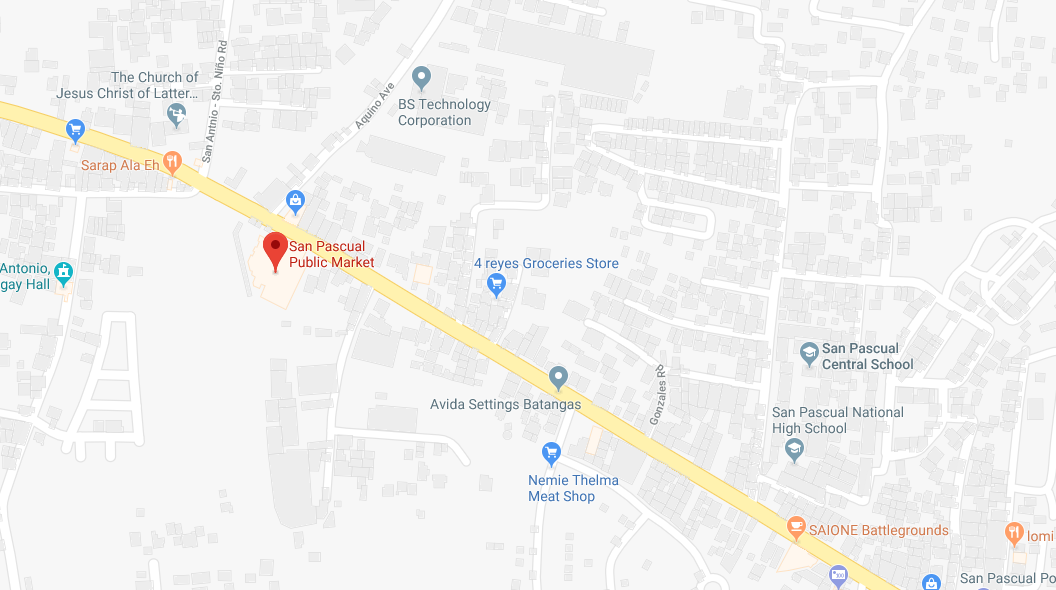 The Church of
Jesus Christ of Latter...
San Antnio - Sto. Niño Rd
Aquino Ave
BS Technology
Corporation
Sarap Ala Eh
San Pascual
Public Market
Antonio,
gay Hall
4 reyes Groceries Store
San Pascual
Central School
Gonzales Rd
Avida Settings Batangas
San Pascual National
High School
Nemie Thelma
Meat Shop
SAIONE Battlegrounds
lomi
San Pascual Po